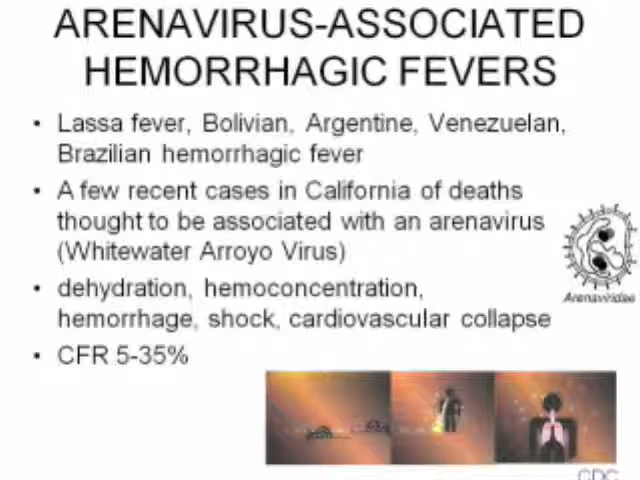 ARENAVIRUS-ASSOCIATED
HEMORRHAGIC FEVERS
• Lassa fever, Bolivian, Argentine, Venezuelan,
Brazilian hemorrhagic fever
• A few recent cases in California of deaths
thought to be associated with an arenavirus
(Whitewater Arroyo Virus)
Arenaviridae
• dehydration, hemoconcentration,
hemorrhage, shock, cardiovascular collapse
• CFR 5-35%
CDC